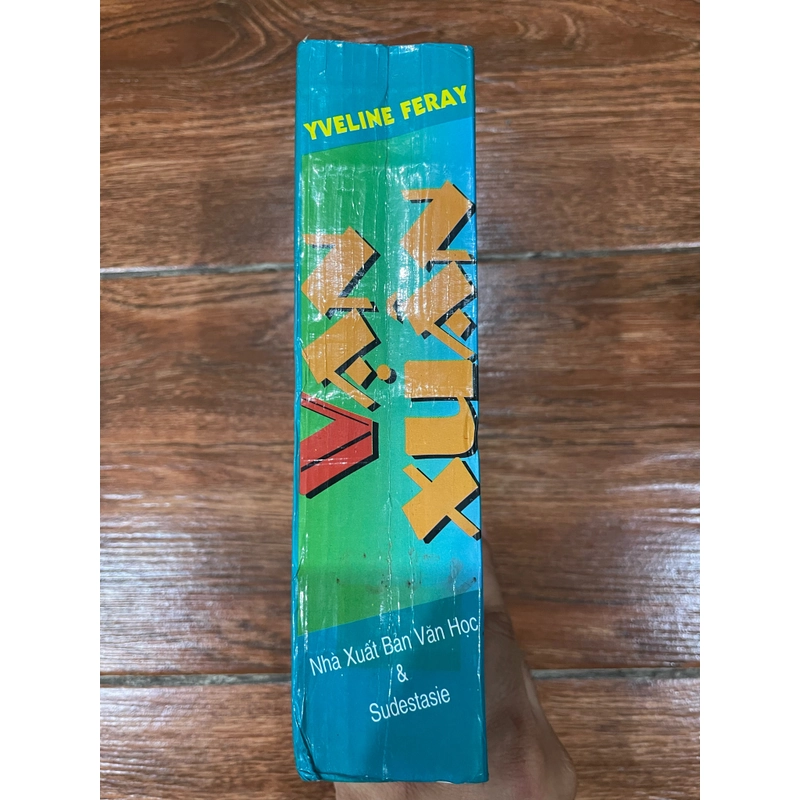 YVELINE FERAY
VẠN
XUÂN
Nhà Xuất Bản Văn Học
&
Sudestasie